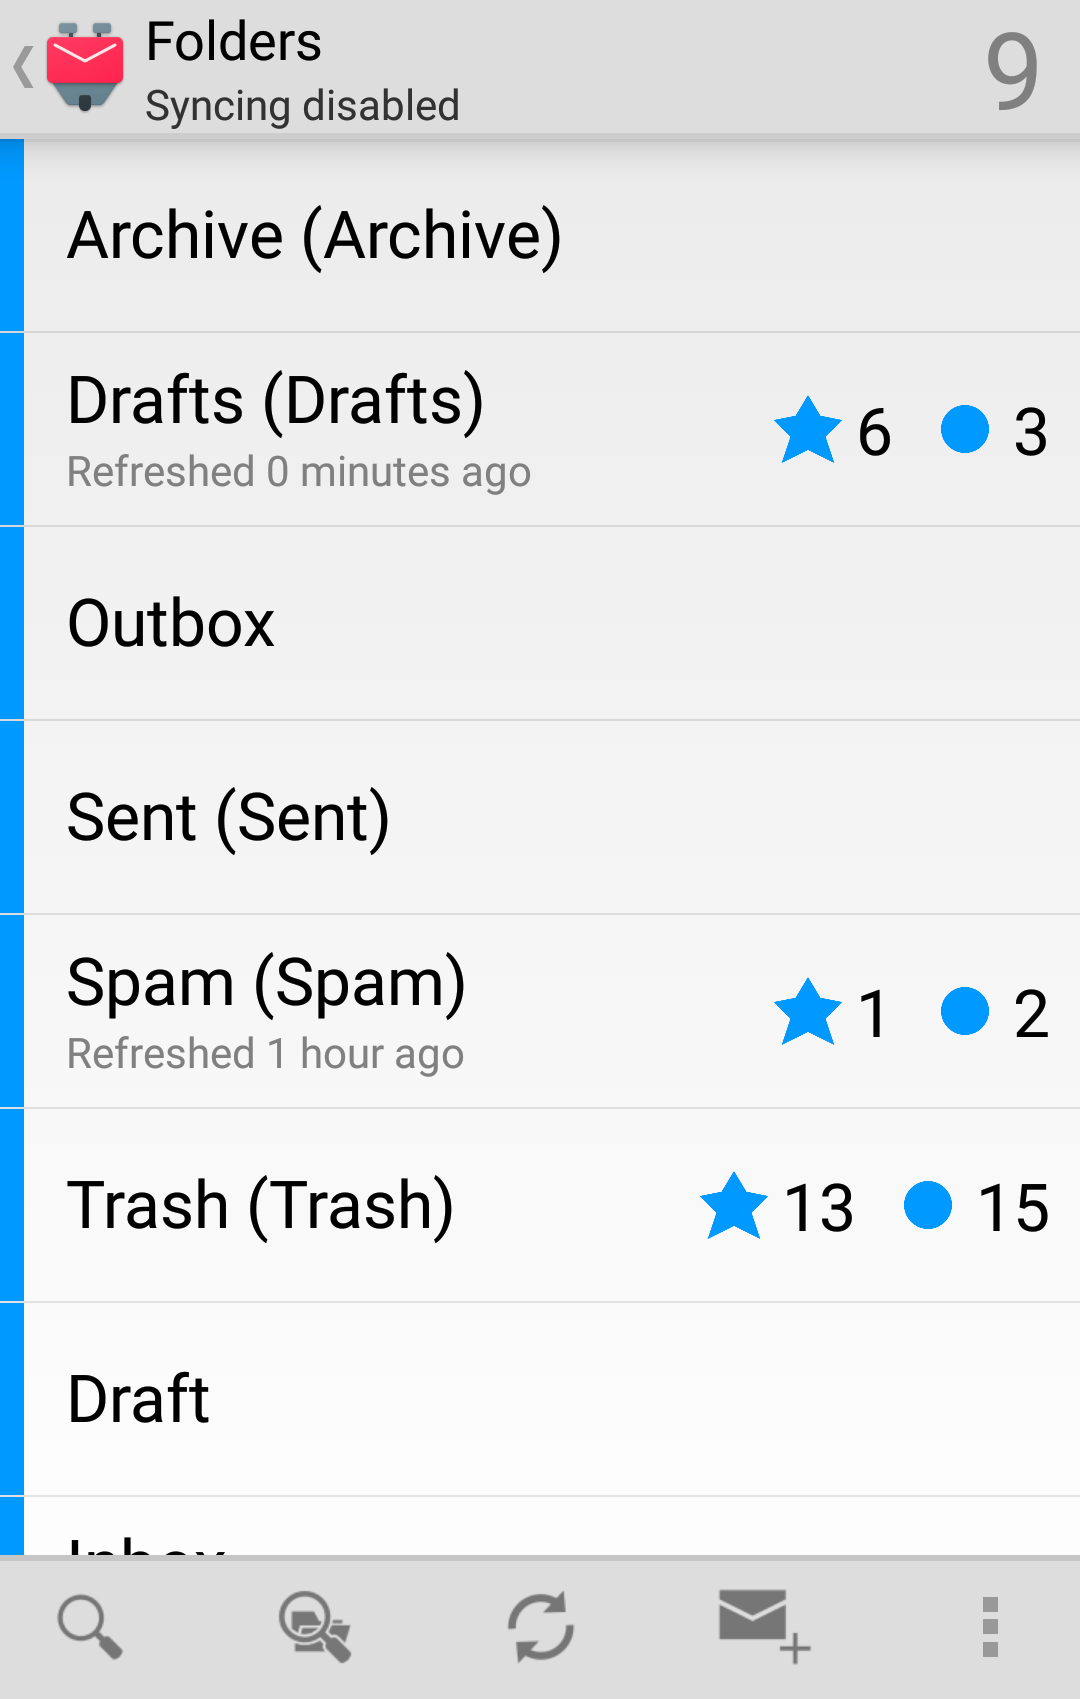 Folders
Syncing disabled
9
Archive (Archive)
Drafts (Drafts)
Refreshed 0 minutes ago
6
3
Outbox
Sent (Sent)
Spam (Spam)
Refreshed 1 hour ago
1
2
Trash (Trash)
13
15
Draft
Inbox